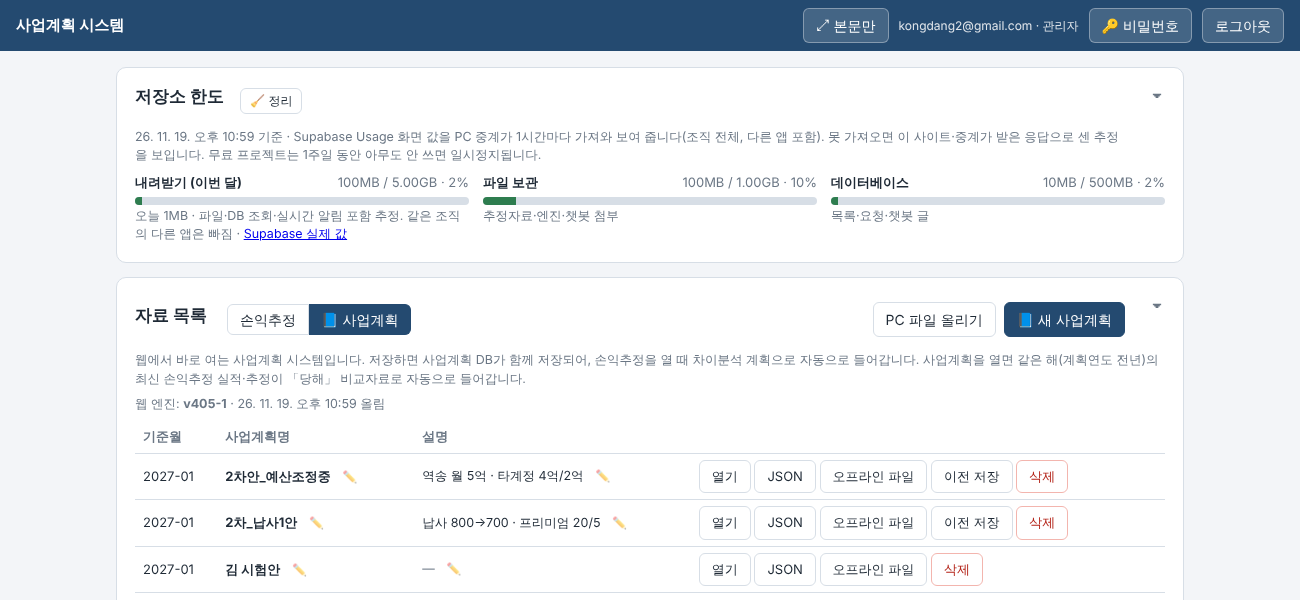 사업계획 시스템
⤢ 본문만 kongdang2@gmail.com · 관리자 🔑 비밀번호 로그아웃
저장소 한도 🧹 정리
26. 11. 19. 오후 10:59 기준 · Supabase Usage 화면 값을 PC 중계가 1시간마다 가져와 보여 줍니다(조직 전체, 다른 앱 포함). 못 가져오면 이 사이트·중계가 받은 응답으로 센 추정
을 보입니다. 무료 프로젝트는 1주일 동안 아무도 안 쓰면 일시정지됩니다.
내려받기 (이번 달) 100MB / 5.00GB · 2%
오늘 1MB · 파일·DB 조회·실시간 알림 포함 추정. 같은 조직
의 다른 앱은 빠짐 · Supabase 실제 값
파일 보관 100MB / 1.00GB · 10%
추정자료·엔진·챗봇 첨부
데이터베이스 10MB / 500MB · 2%
목록·요청·챗봇 글
자료 목록 손익추정 📘 사업계획 PC 파일 올리기 📘 새 사업계획
웹에서 바로 여는 사업계획 시스템입니다. 저장하면 사업계획 DB가 함께 저장되어, 손익추정을 열 때 차이분석 계획으로 자동으로 들어갑니다. 사업계획을 열면 같은 해(계획연도 전년)의
최신 손익추정 실적·추정이 「당해」 비교자료로 자동으로 들어갑니다.
웹 엔진: v405-1 · 26. 11. 19. 오후 10:59 올림
기준월 사업계획명 설명
2027-01 2차안_예산조정중 ✏️ 역송 월 5억 · 타계정 4억/2억 ✏️ 열기 JSON 오프라인 파일 이전 저장 삭제
2027-01 2차_납사1안 ✏️ 납사 800→700 · 프리미엄 20/5 ✏️ 열기 JSON 오프라인 파일 이전 저장 삭제
2027-01 김 시험안 ✏️ — ✏️ 열기 JSON 오프라인 파일 삭제